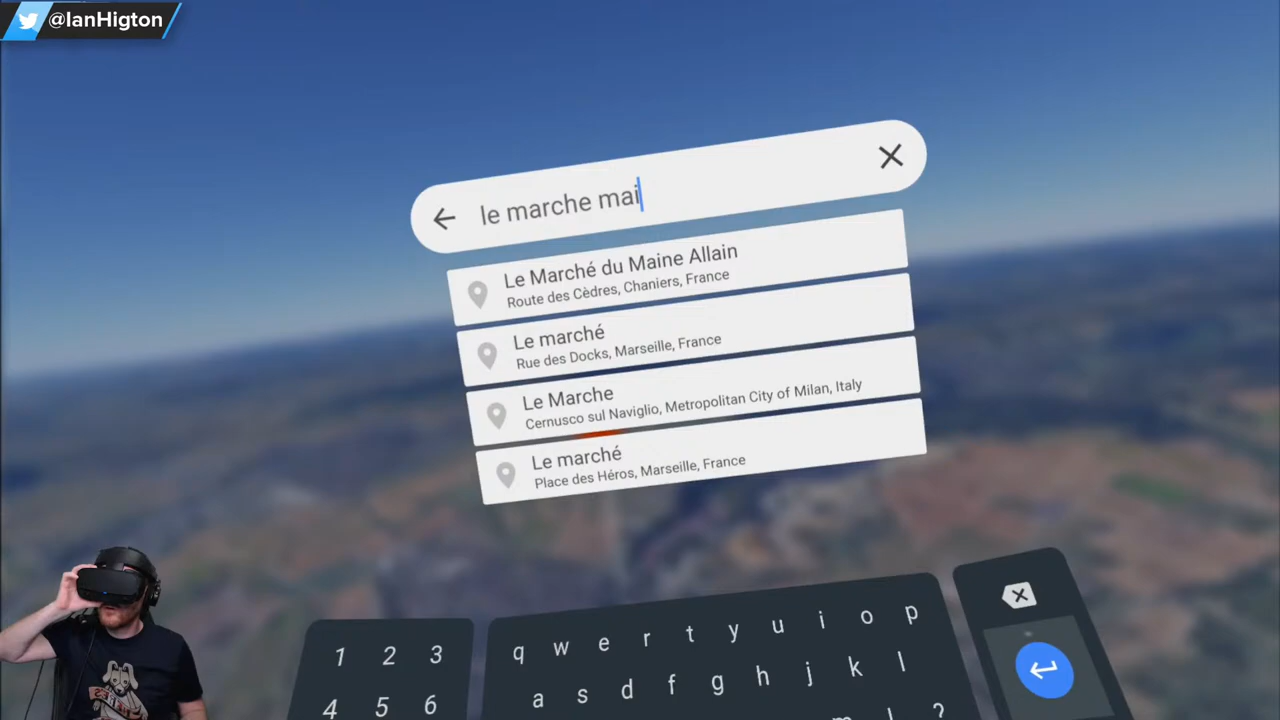 @IanHigton
le marche mai
Le Marché du Maine Allain
Route des Cèdres, Chaniers, France
Le marché
Rue des Docks, Marseille, France
Le Marche
Cernusco sul Naviglio, Metropolitan City of Milan, Italy
Le marché
Place des Héros, Marseille, France
1 2 3 q w e r t y u i o p
4 5 6 a s d f g h j k l
?